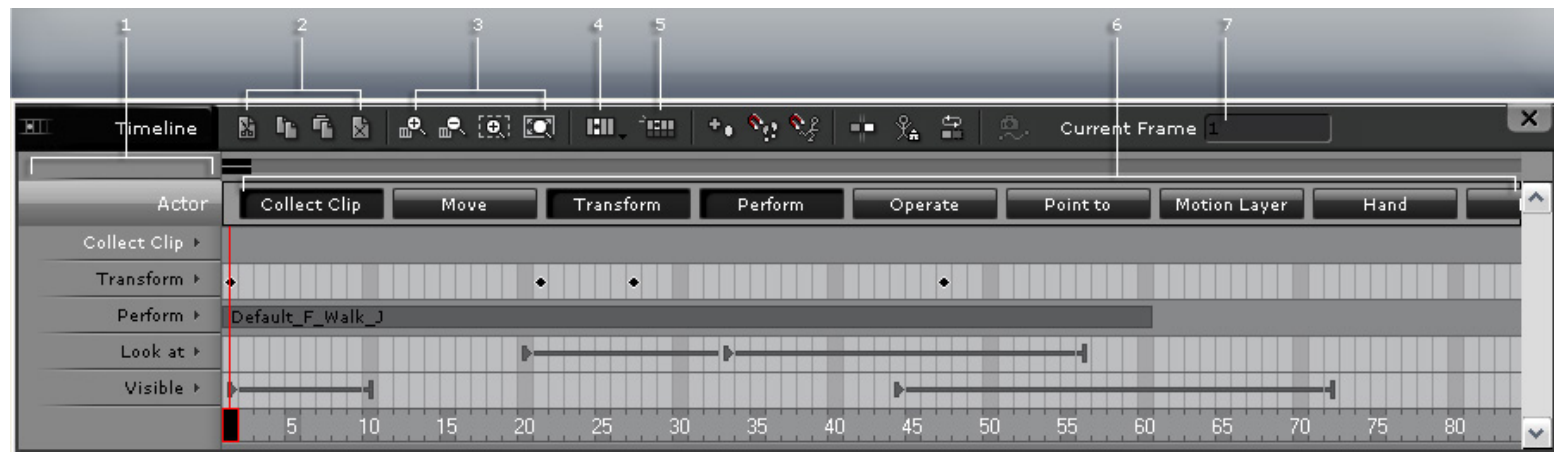 1 2 3 4 5 6 7
Timeline Current Frame 1
Actor Collect Clip Move Transform Perform Operate Point to Motion Layer Hand
Collect Clip
Transform
Perform Default_F_Walk_J
Look at
Visible
5 10 15 20 25 30 35 40 45 50 55 60 65 70 75 80